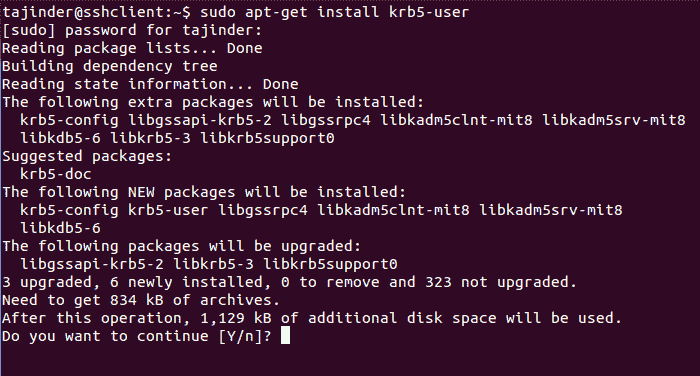 tajinder@sshclient:~$ sudo apt-get install krb5-user
[sudo] password for tajinder:
Reading package lists... Done
Building dependency tree
Reading state information... Done
The following extra packages will be installed:
  krb5-config libgssapi-krb5-2 libgssrpc4 libkadm5clnt-mit8 libkadm5srv-mit8
  libkdb5-6 libkrb5-3 libkrb5support0
Suggested packages:
  krb5-doc
The following NEW packages will be installed:
  krb5-config krb5-user libgssrpc4 libkadm5clnt-mit8 libkadm5srv-mit8
  libkdb5-6
The following packages will be upgraded:
  libgssapi-krb5-2 libkrb5-3 libkrb5support0
3 upgraded, 6 newly installed, 0 to remove and 323 not upgraded.
Need to get 834 kB of archives.
After this operation, 1,129 kB of additional disk space will be used.
Do you want to continue [Y/n]?